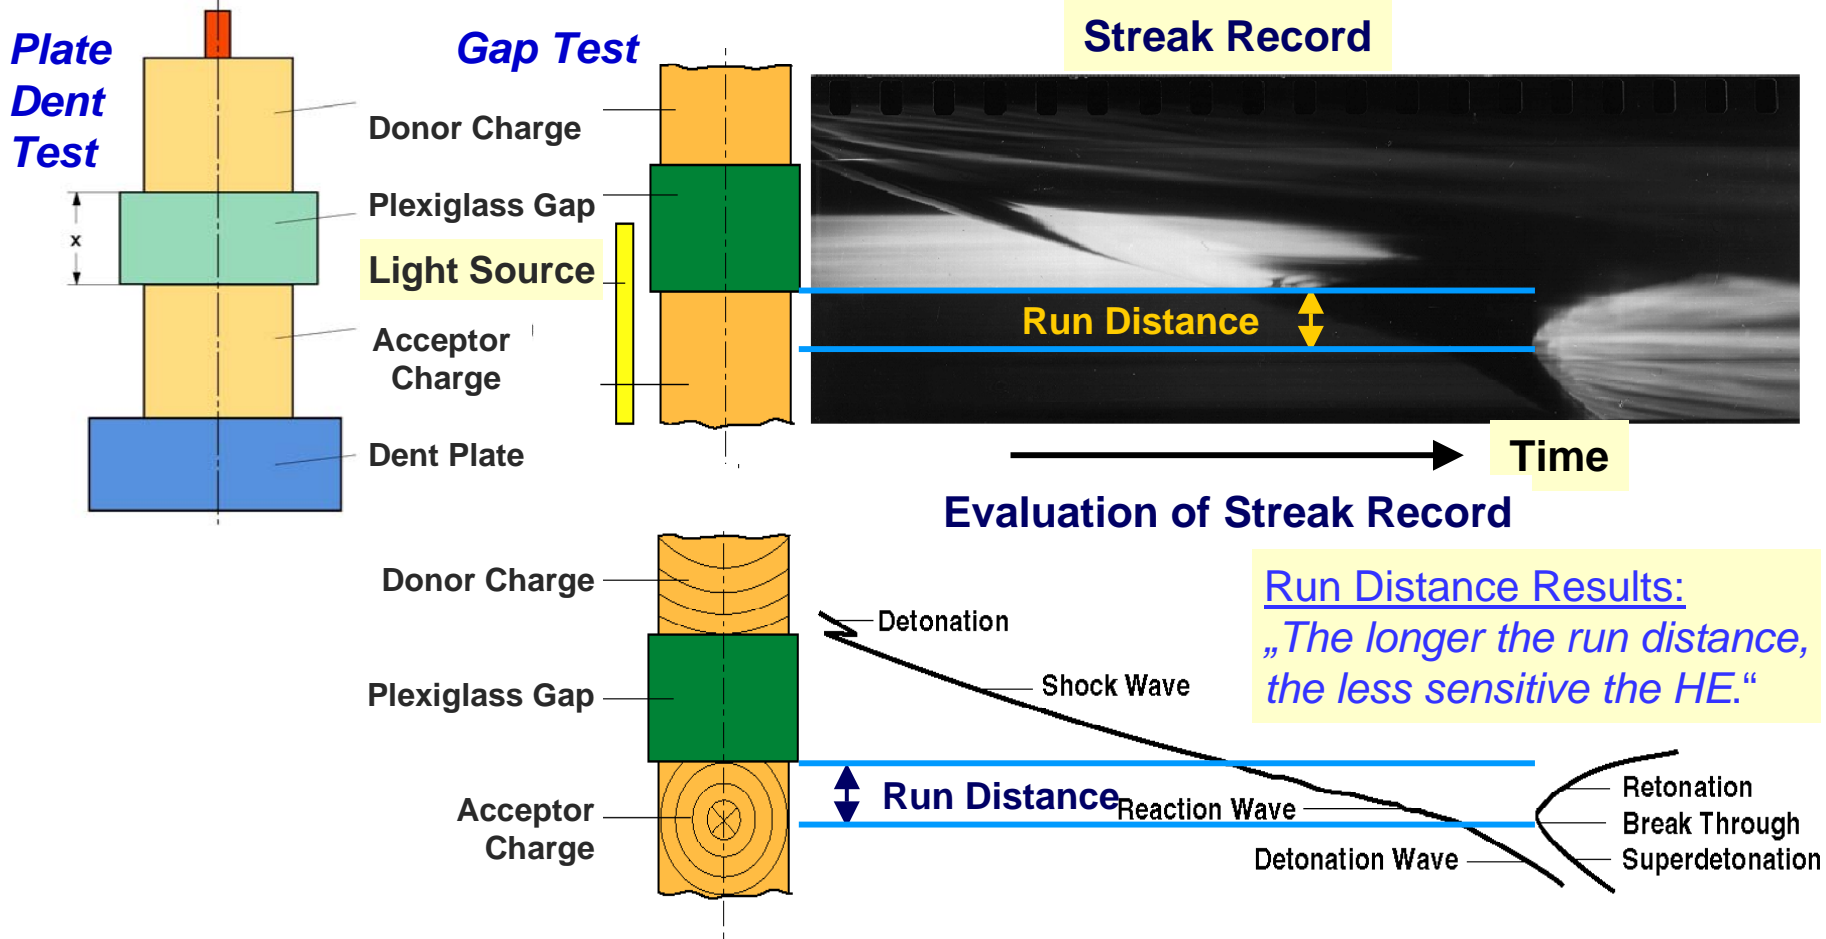 Plate
Dent
Test
Gap Test
Streak Record
Donor Charge
Plexiglass Gap
x
Light Source
Run Distance
Acceptor
Charge
Dent Plate
Time
Evaluation of Streak Record
Donor Charge
Detonation
Run Distance Results:
„The longer the run distance,
the less sensitive the HE.“
Plexiglass Gap
Shock Wave
Run Distance
Reaction Wave
Retonation
Acceptor
Charge
Break Through
Detonation Wave
Superdetonation